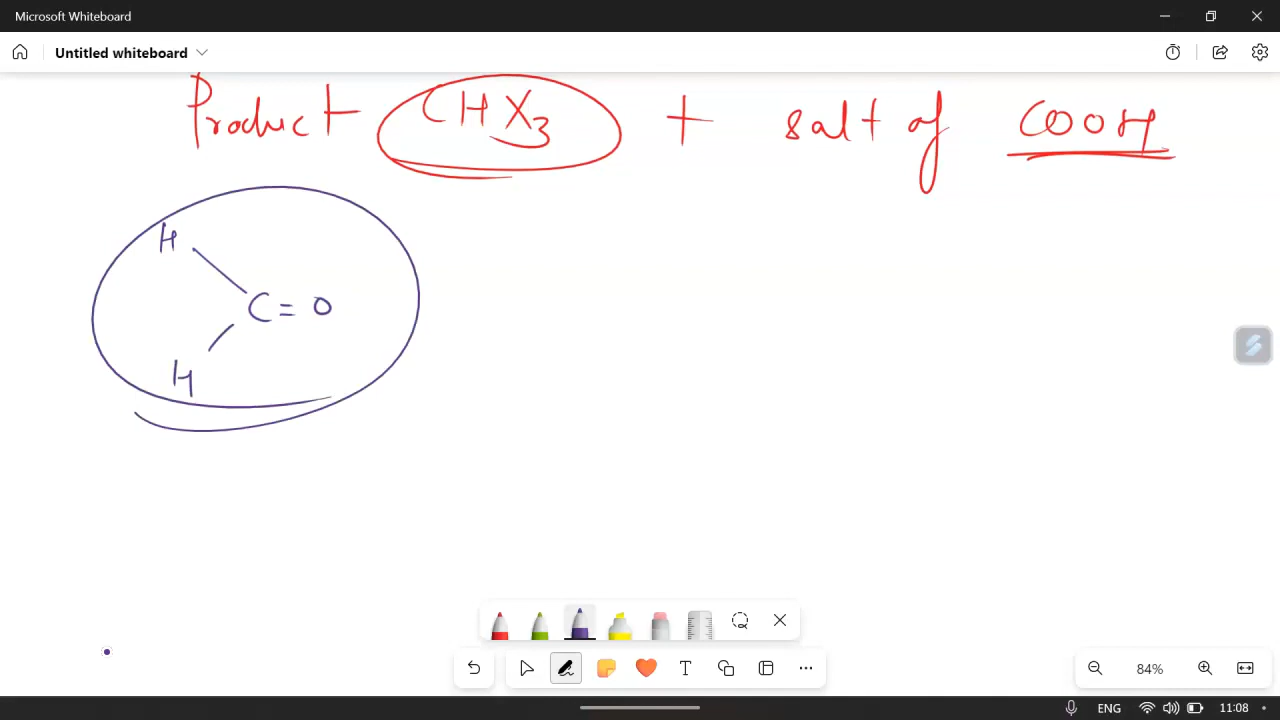 Microsoft Whiteboard
Untitled whiteboard
Product CHX3 + salt of COOH
H
C = O
H
84%
ENG
11:08